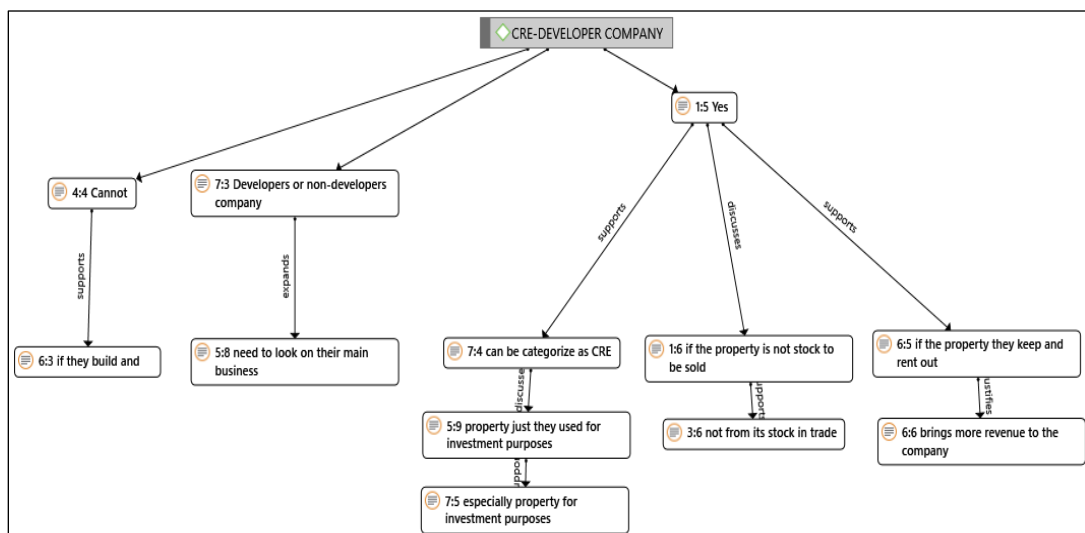 CRE-DEVELOPER COMPANY
1:5 Yes
4:4 Cannot
7:3 Developers or non-developers
company
supports
expands
supports
discusses
supports
6:3 if they build and
5:8 need to look on their main
business
7:4 can be categorize as CRE
1:6 if the property is not stock to
be sold
6:5 if the property they keep and
rent out
discusse
upports
ustifies
5:9 property just they used for
investment purposes
3:6 not from its stock in trade
6:6 brings more revenue to the
company
7:5 especially property for
investment purposes